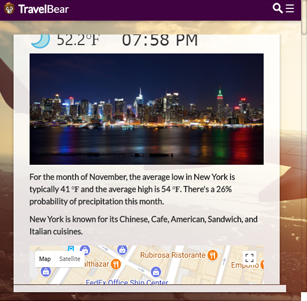 TravelBear
52.2°F 07:58 PM
For the month of November, the average low in New York is
typically 41 °F and the average high is 54 °F. There's a 26%
probability of precipitation this month.
New York is known for its Chinese, Cafe, American, Sandwich, and
Italian cuisines.
Map Satellite
Rubirosa Ristorante
althazar
Emporio
FedEx Office Ship Center